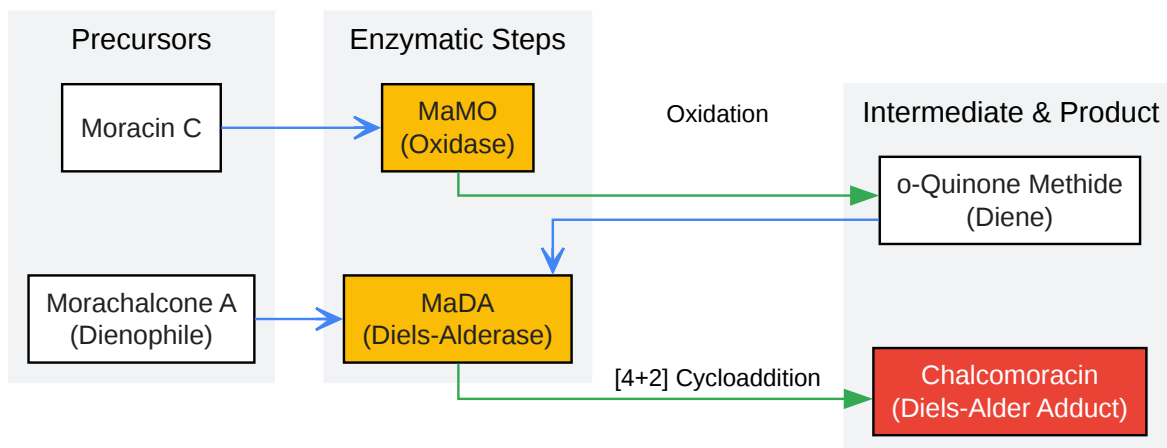 Precursors
Enzymatic Steps
Moracin C
MaMO
(Oxidase)
Oxidation
Intermediate & Product
o-Quinone Methide
(Diene)
Morachalcone A
(Dienophile)
MaDA
(Diels-Alderase)
[4+2] Cycloaddition
Chalcomoracin
(Diels-Alder Adduct)